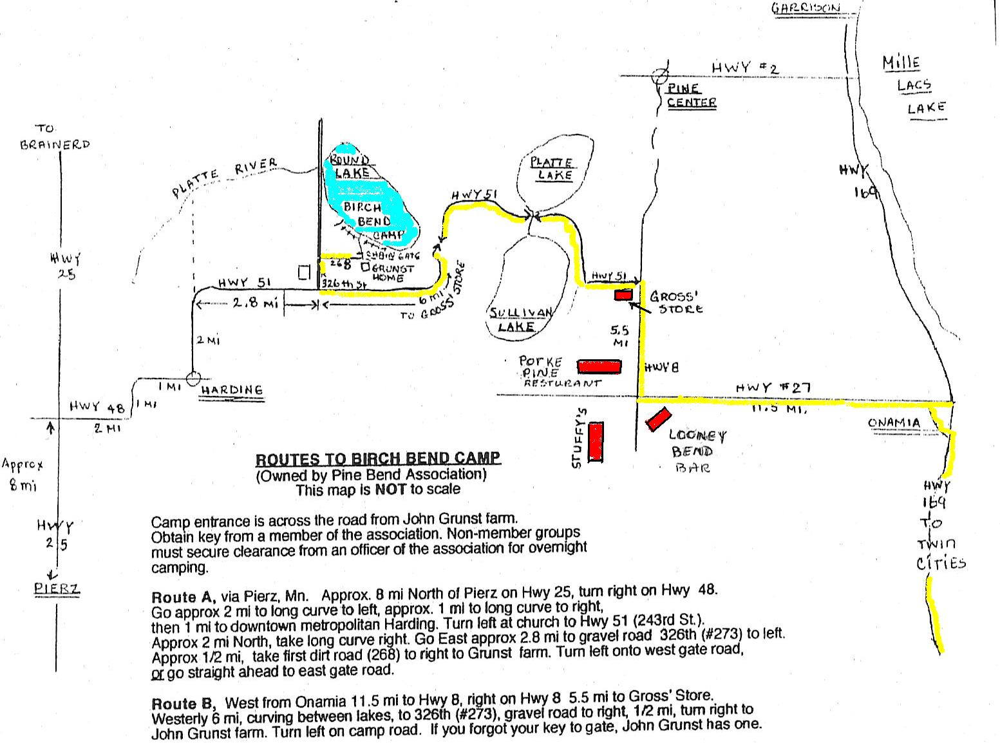 GARRISON
Mille
LACS
LAKE
HWY #2
PINE
CENTER
TO
BRAINERD
PLATTE RIVER
ROUND
LAKE
BIRCH
BEND
CAMP
PLATTE
LAKE
HWY 51
HWY
169
HWY
25
268
CHAIN GATE
GRUNST
HOME
326th St
HWY 51
2.8 Mi
6 mi.
TO GROSS' STORE
HWY 51
GROSS'
STORE
SULLIVAN
LAKE
5.5
MI
2 MI
PORKE
PINE
RESTURANT
HWY 8
1 MI
HARDING
HWY #27
11.5 MI.
HWY 48
1 MI
2 MI
ONAMIA
STUFFY'S
LOONEY
BEND
BAR
Approx
8 mi
HWY
25
PIERZ
HWY
169
TO
TWIN
CITIES
ROUTES TO BIRCH BEND CAMP
(Owned by Pine Bend Association)
This map is NOT to scale
Camp entrance is across the road from John Grunst farm.
Obtain key from a member of the association. Non-member groups
must secure clearance from an officer of the association for overnight
camping.
Route A, via Pierz, Mn. Approx. 8 mi North of Pierz on Hwy 25, turn right on Hwy 48.
Go approx 2 mi to long curve to left, approx. 1 mi to long curve to right,
then 1 mi to downtown metropolitan Harding. Turn left at church to Hwy 51 (243rd St.).
Approx 2 mi North, take long curve right. Go East approx 2.8 mi to gravel road 326th (#273) to left.
Approx 1/2 mi, take first dirt road (268) to right to Grunst farm. Turn left onto west gate road,
or go straight ahead to east gate road.
Route B, West from Onamia 11.5 mi to Hwy 8, right on Hwy 8 5.5 mi to Gross' Store.
Westerly 6 mi, curving between lakes, to 326th (#273), gravel road to right, 1/2 mi, turn right to
John Grunst farm. Turn left on camp road. If you forgot your key to gate, John Grunst has one.